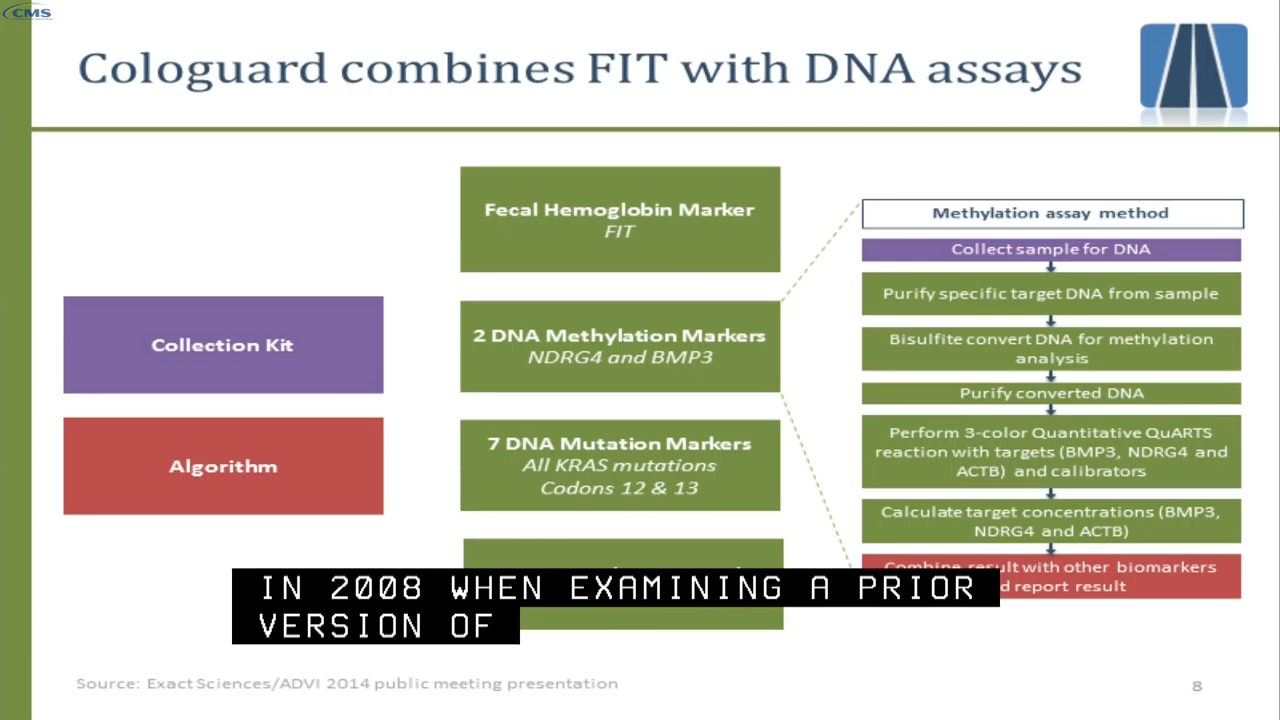 CMS
Cologuard combines FIT with DNA assays
Collection Kit
Algorithm
Fecal Hemoglobin Marker
FIT
2 DNA Methylation Markers
NDRG4 and BMP3
7 DNA Mutation Markers
All KRAS mutations
Codons 12 & 13
Methylation assay method
Collect sample for DNA
Purify specific target DNA from sample
Bisulfite convert DNA for methylation
analysis
Purify converted DNA
Perform 3-color Quantitative QuARTS
reaction with targets (BMP3, NDRG4 and
ACTB) and calibrators
Calculate target concentrations (BMP3,
NDRG4 and ACTB)
Combine result with other biomarkers
report result
IN 2008 WHEN EXAMINING A PRIOR
VERSION OF
Source: Exact Sciences/ADVI 2014 public meeting presentation
8